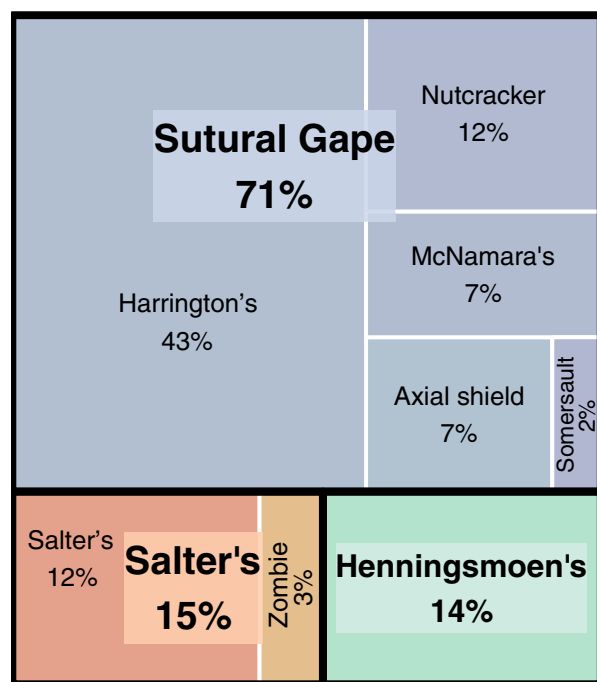 Sutural Gape
71%
Harrington’s
43%
Nutcracker
12%
McNamara's
7%
Axial shield
7%
Somersault
2%
Salter’s
12%
Salter's
15%
Zombie
3%
Henningsmoen's
14%